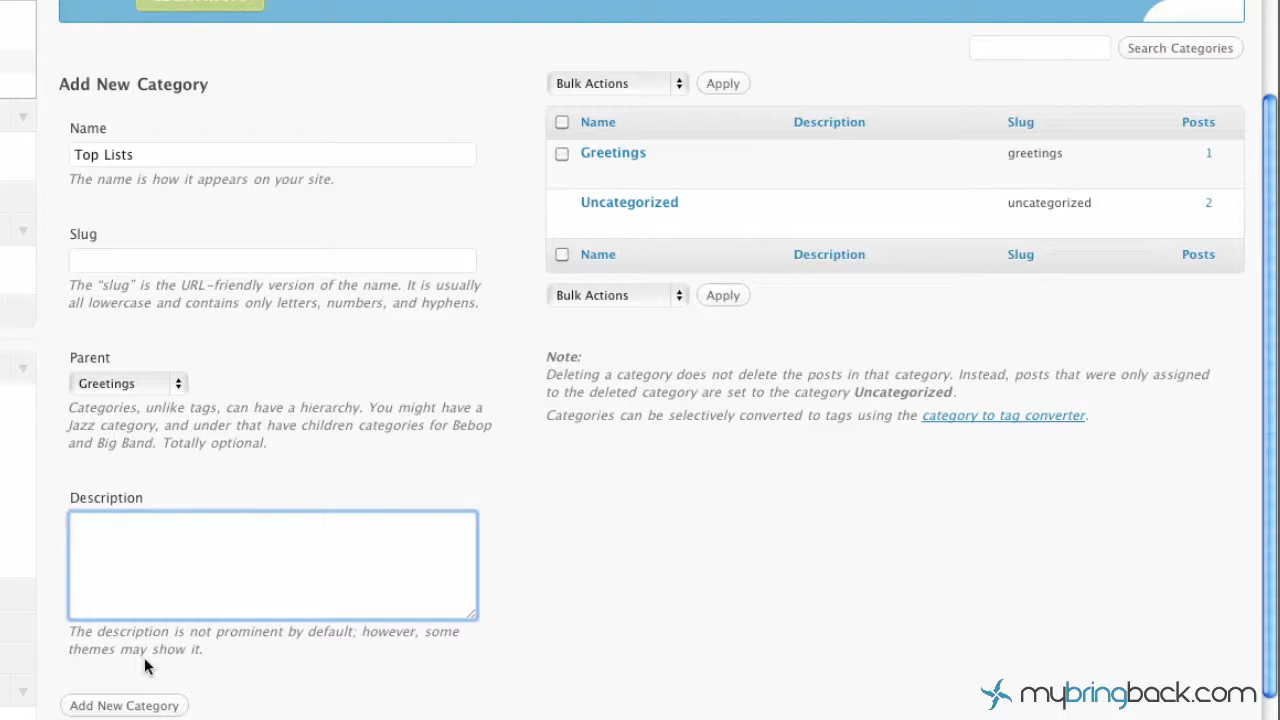 Search Categories
Add New Category
Bulk Actions Apply
Name
Top Lists
The name is how it appears on your site.
Slug
The “slug” is the URL-friendly version of the name. It is usually
all lowercase and contains only letters, numbers, and hyphens.
Parent
Greetings
Categories, unlike tags, can have a hierarchy. You might have a
Jazz category, and under that have children categories for Bebop
and Big Band. Totally optional.
Description
The description is not prominent by default; however, some
themes may show it.
Add New Category
Name Description Slug Posts
Greetings greetings 1
Uncategorized uncategorized 2
Name Description Slug Posts
Bulk Actions Apply
Note:
Deleting a category does not delete the posts in that category. Instead, posts that were only assigned
to the deleted category are set to the category Uncategorized.
Categories can be selectively converted to tags using the category to tag converter.
mybringback.com